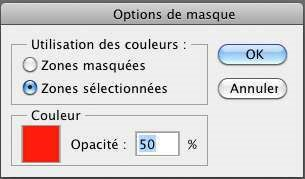 Options de masque
Utilisation des couleurs :
OK
Zones masquées
Zones sélectionnées
Annuler
Couleur
Opacité : 50 %